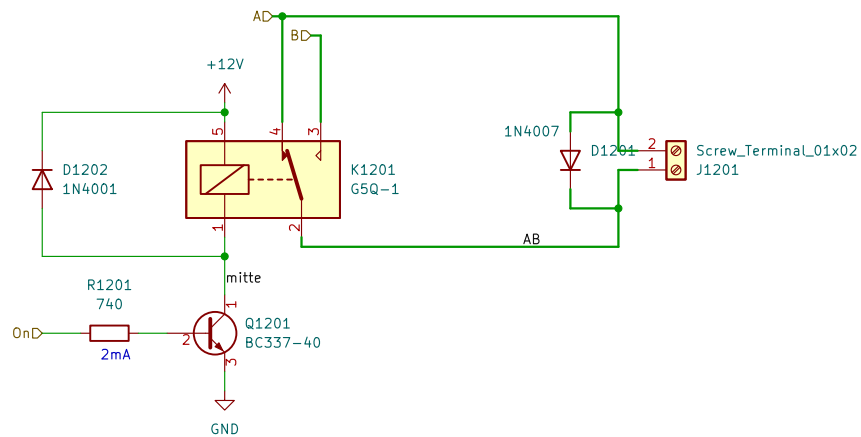 A
B
+12V
5
4
3
1N4007
D1201
2
1
Screw_Terminal_01x02
J1201
D1202
1N4001
K1201
G5Q-1
1
2
AB
mitte
R1201
740
2mA
On
1
2
3
Q1201
BC337-40
GND